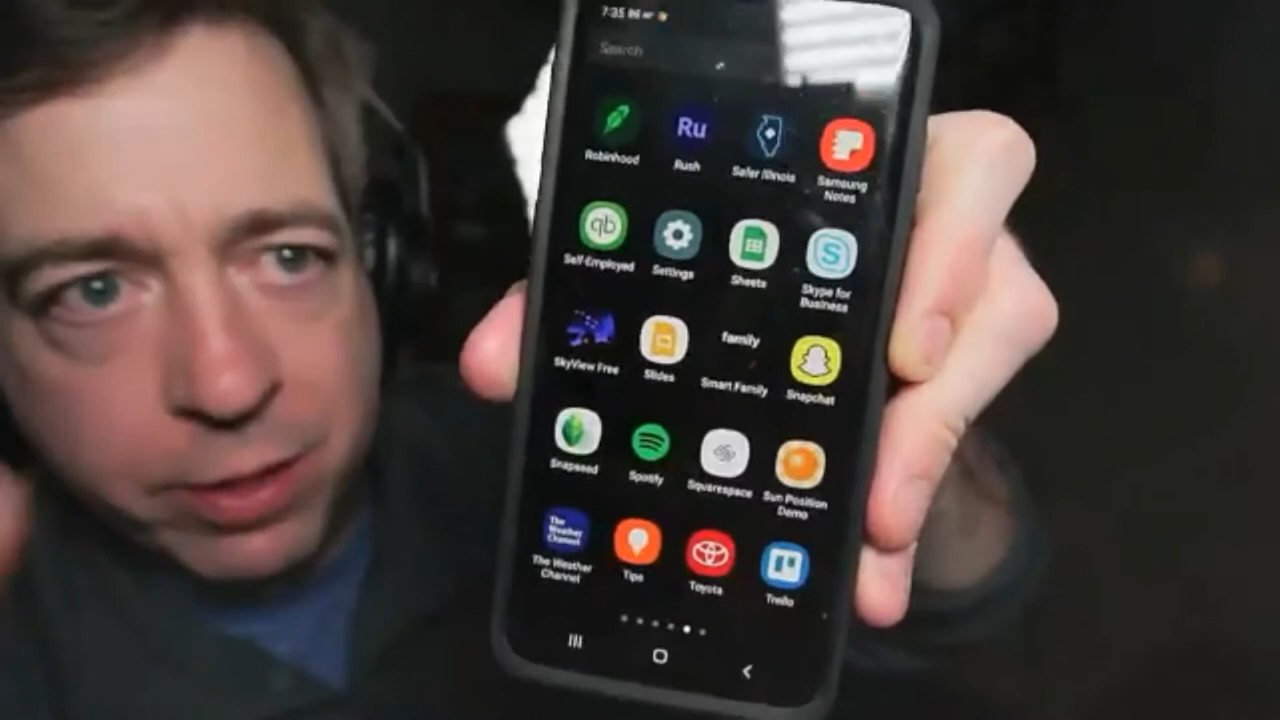 7:35
Search
Robinhood
Ru
Rush
Safer Illinois
Samsung
Notes
qb
Self-Employed
Settings
Sheets
S
Skype for
Business
SkyView Free
Slides
family
Smart Family
Snapchat
Snapseed
Spotify
Squarespace
Sun Position
Demo
The
Weather
Channel
The Weather
Channel
Tips
Toyota
Trello